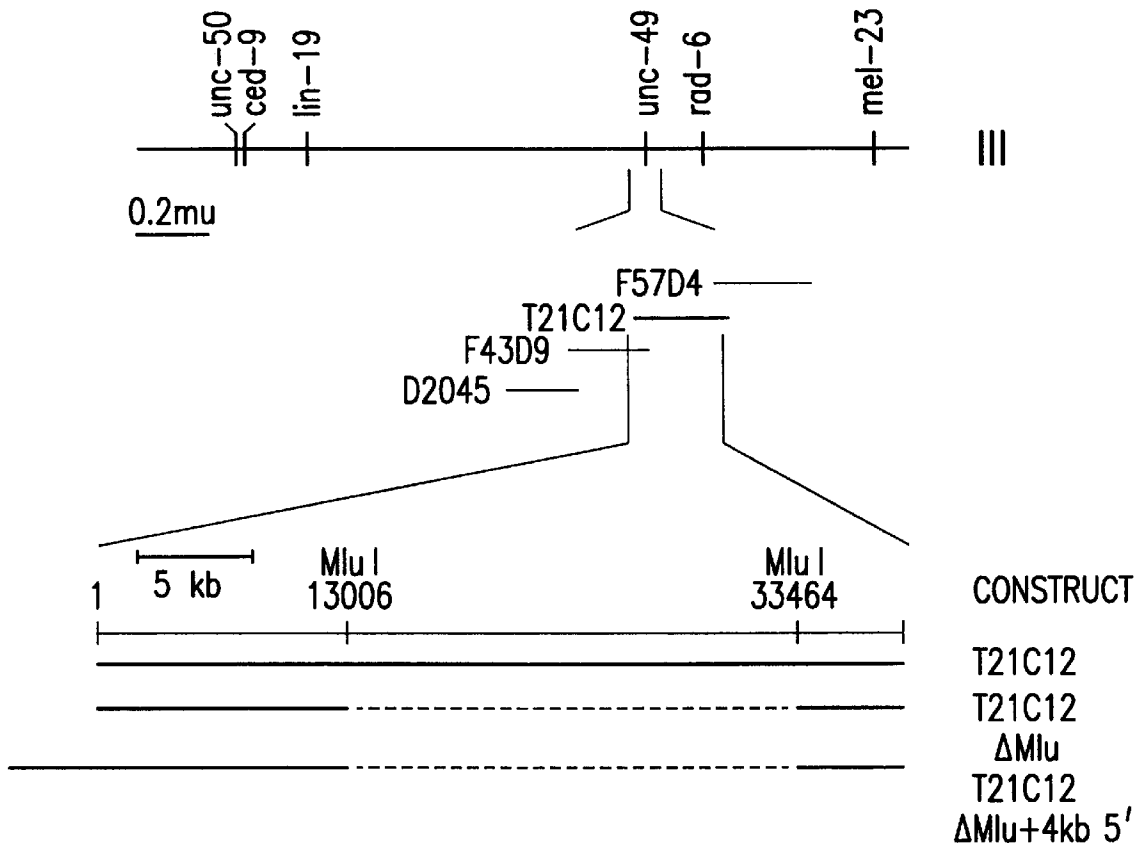 unc-50
ced-9
lin-19
unc-49
rad-6
mel-23
III
0.2mu
F57D4
T21C12
F43D9
D2045
5 kb
Mlu I
Mlu I
1
13006
33464
CONSTRUCT
T21C12
T21C12
ΔMlu
T21C12
ΔMlu+4kb 5'